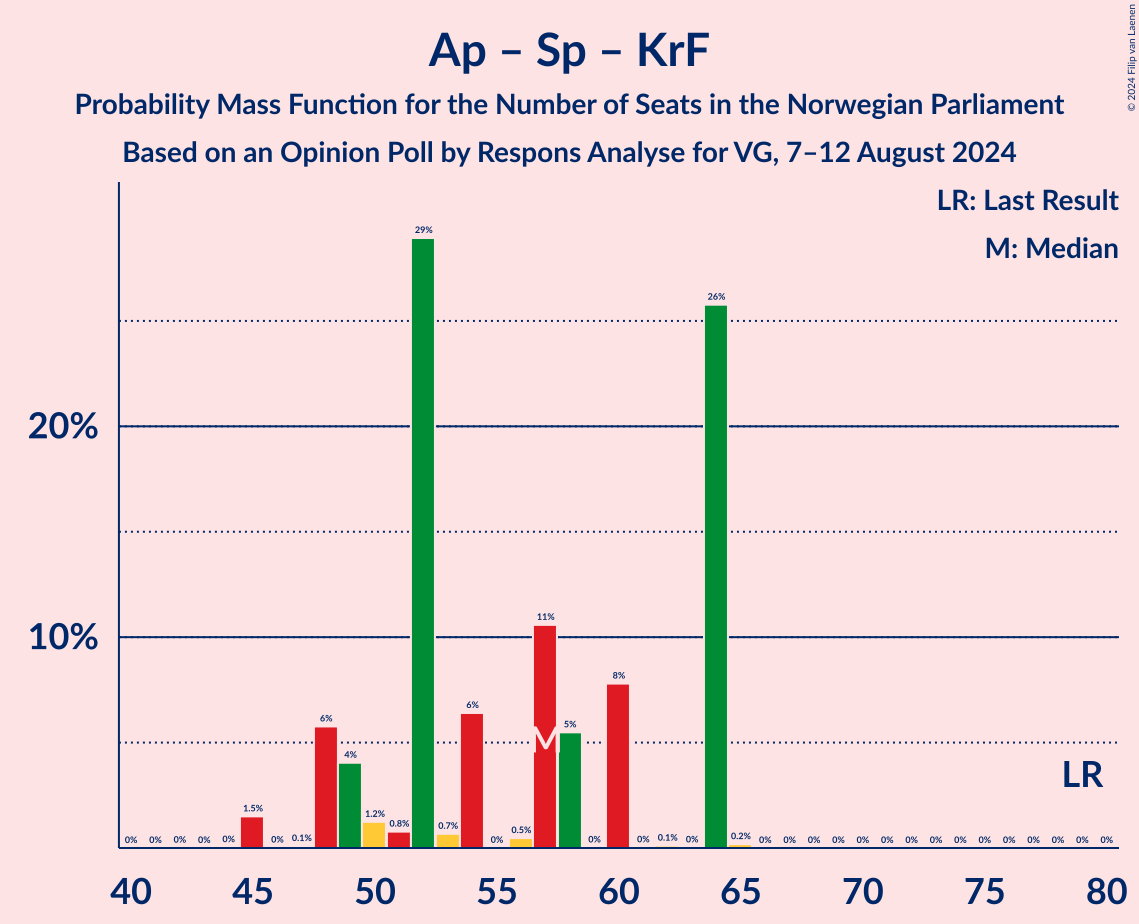 © 2024 Filip van Laenen
Ap – Sp – KrF
Probability Mass Function for the Number of Seats in the Norwegian Parliament
Based on an Opinion Poll by Respons Analyse for VG, 7–12 August 2024
LR: Last Result
M: Median
20%
10%
0% 0% 0% 0% 0% 1.5% 0% 0.1% 6% 4% 1.2% 0.8% 29% 0.7% 6% 0% 0.5% 11% 5% 0% 8% 0% 0.1% 0% 26% 0.2% 0% 0% 0% 0% 0% 0% 0% 0% 0% 0% 0% 0% 0% 0% 0%
M
LR
40 45 50 55 60 65 70 75 80